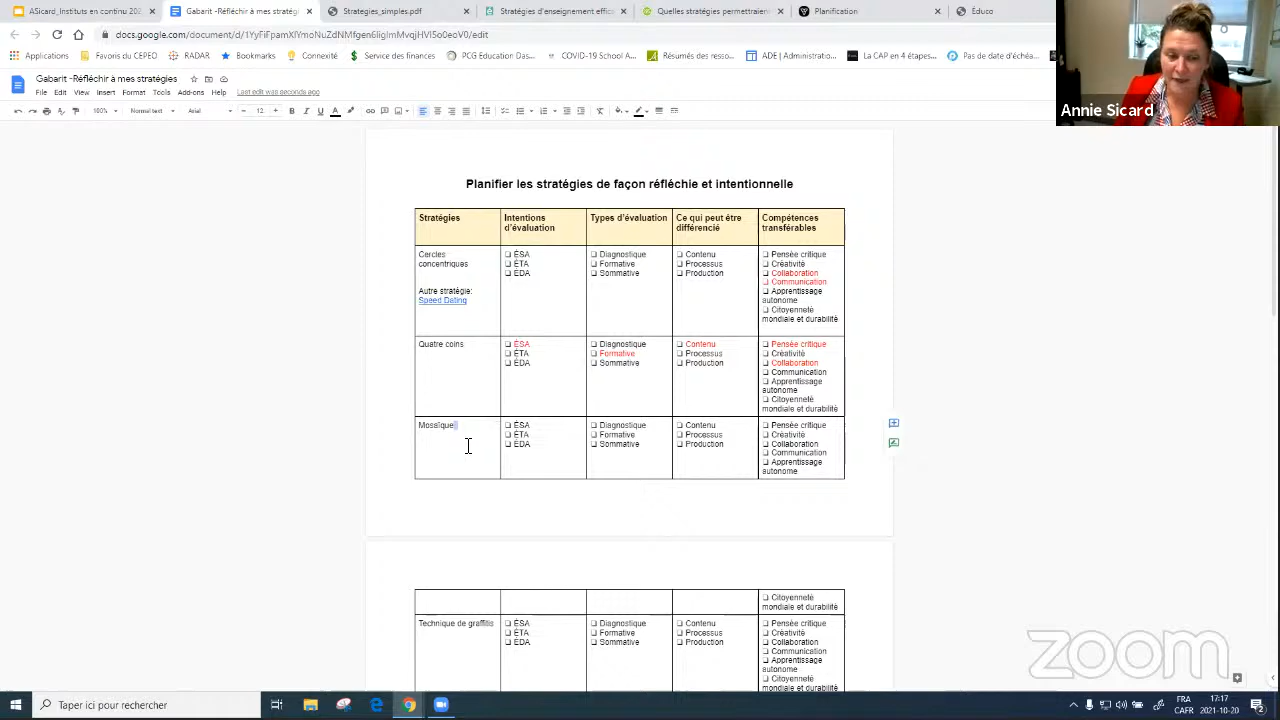 ASicard_Instituts en continu 202
Gabarit -Réfléchir à mes stratégi
Strategies_simples.pdf
Stratégies d'enseignement effic
Quelles stratégies permettraient
Planification
Éduco
docs.google.com/document/d/
Applications
Favoris du CEPEO
RADAR
Bookmarks
Connexité
Service des Finances
Production Das...
COVID-19 School A...
Résumés des resso...
ADE | Administratio...
La CAP en 4 étapes...
Pas de date d'échéa...
Gabarit -Réfléchir à mes stratégies
File Edit View Insert Format Tools Add-ons Help
Last edit was seconds ago
100% Normal text Arial 12
Annie Sicard
Planifier les stratégies de façon réfléchie et intentionnelle
Stratégies
Intentions
d'évaluation
Types d'évaluation
Ce qui peut être
différencié
Compétences
transférables
Cercles
concentriques
Autre stratégie:
Speed Dating
ÉSA
ÉTA
ÉDA
Diagnostique
Formative
Sommative
Contenu
Processus
Production
Pensée critique
Créativité
Collaboration
Communication
Apprentissage
autonome
Citoyenneté
mondiale et durabilité
Quatre coins
ÉSA
ÉTA
ÉDA
Diagnostique
Formative
Sommative
Contenu
Processus
Production
Pensée critique
Créativité
Collaboration
Communication
Apprentissage
autonome
Citoyenneté
mondiale et durabilité
Mossïque
ÉSA
ÉTA
ÉDA
Diagnostique
Formative
Sommative
Contenu
Processus
Production
Pensée critique
Créativité
Collaboration
Communication
Apprentissage
autonome
Citoyenneté
mondiale et durabilité
Technique de graffitis
ÉSA
ÉTA
ÉDA
Diagnostique
Formative
Sommative
Contenu
Processus
Production
Pensée critique
Créativité
Collaboration
Communication
Apprentissage
autonome
Citoyenneté
mondiale et durabilité
zoom
Taper ici pour rechercher
FRA
CAFR
17:17
2021-10-20
2